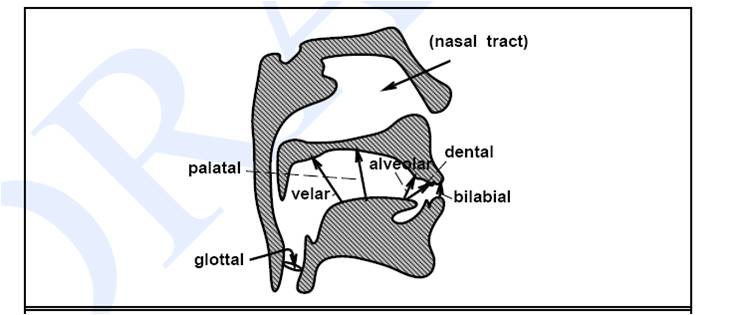 (nasal tract)
dental
alveolar
palatal
velar
bilabial
glottal